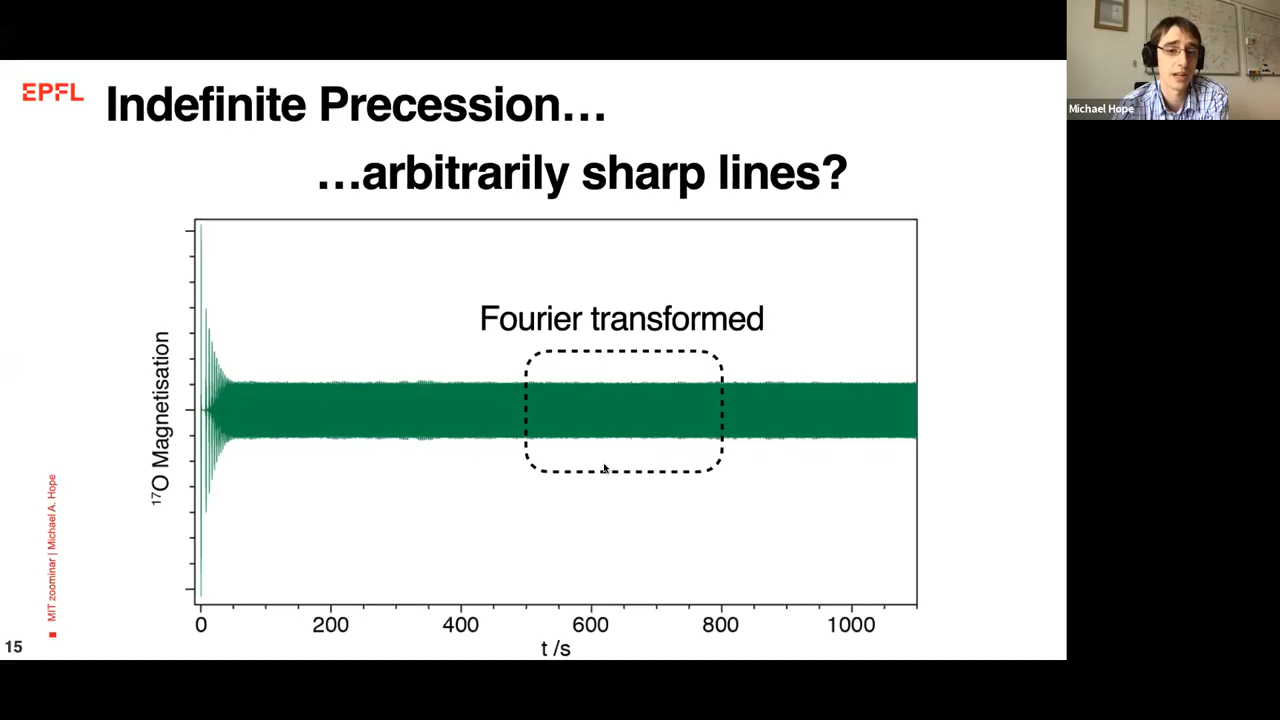 EPFL
Indefinite Precession…
…arbitrarily sharp lines?
Michael Hope
Fourier transformed
¹⁷O Magnetisation
0 200 400 600 800 1000
t /s
MIT zoominar | Michael A. Hope
15